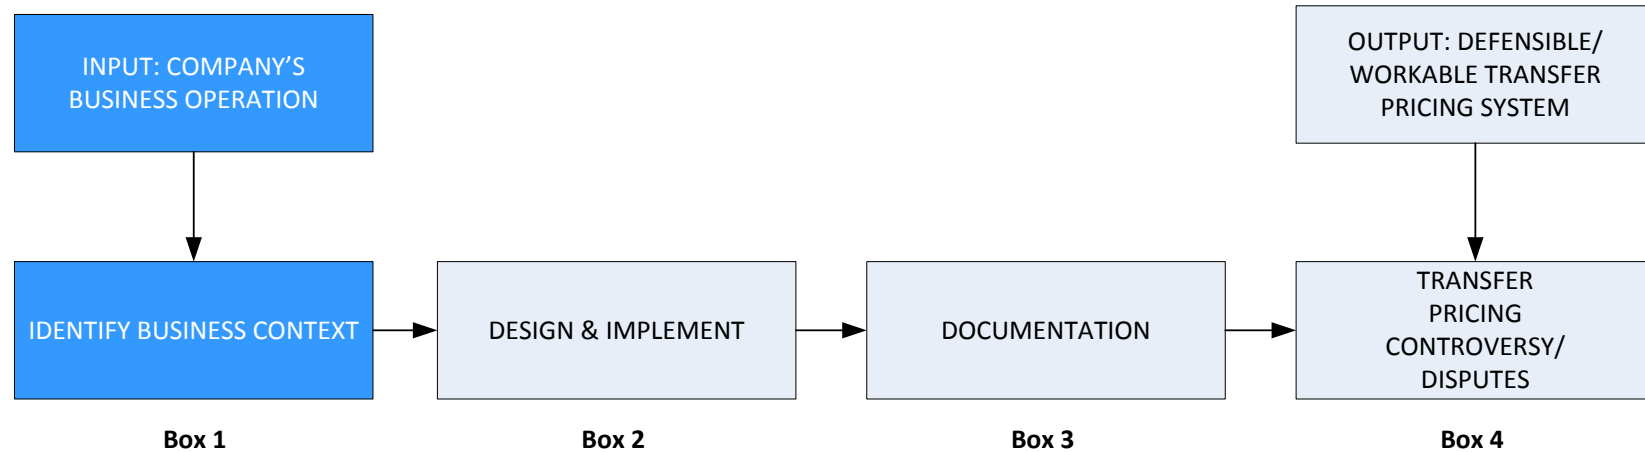 INPUT: COMPANY’S
BUSINESS OPERATION
OUTPUT: DEFENSIBLE/
WORKABLE TRANSFER
PRICING SYSTEM
IDENTIFY BUSINESS CONTEXT
DESIGN & IMPLEMENT
DOCUMENTATION
TRANSFER
PRICING
CONTROVERSY/
DISPUTES
Box 1
Box 2
Box 3
Box 4